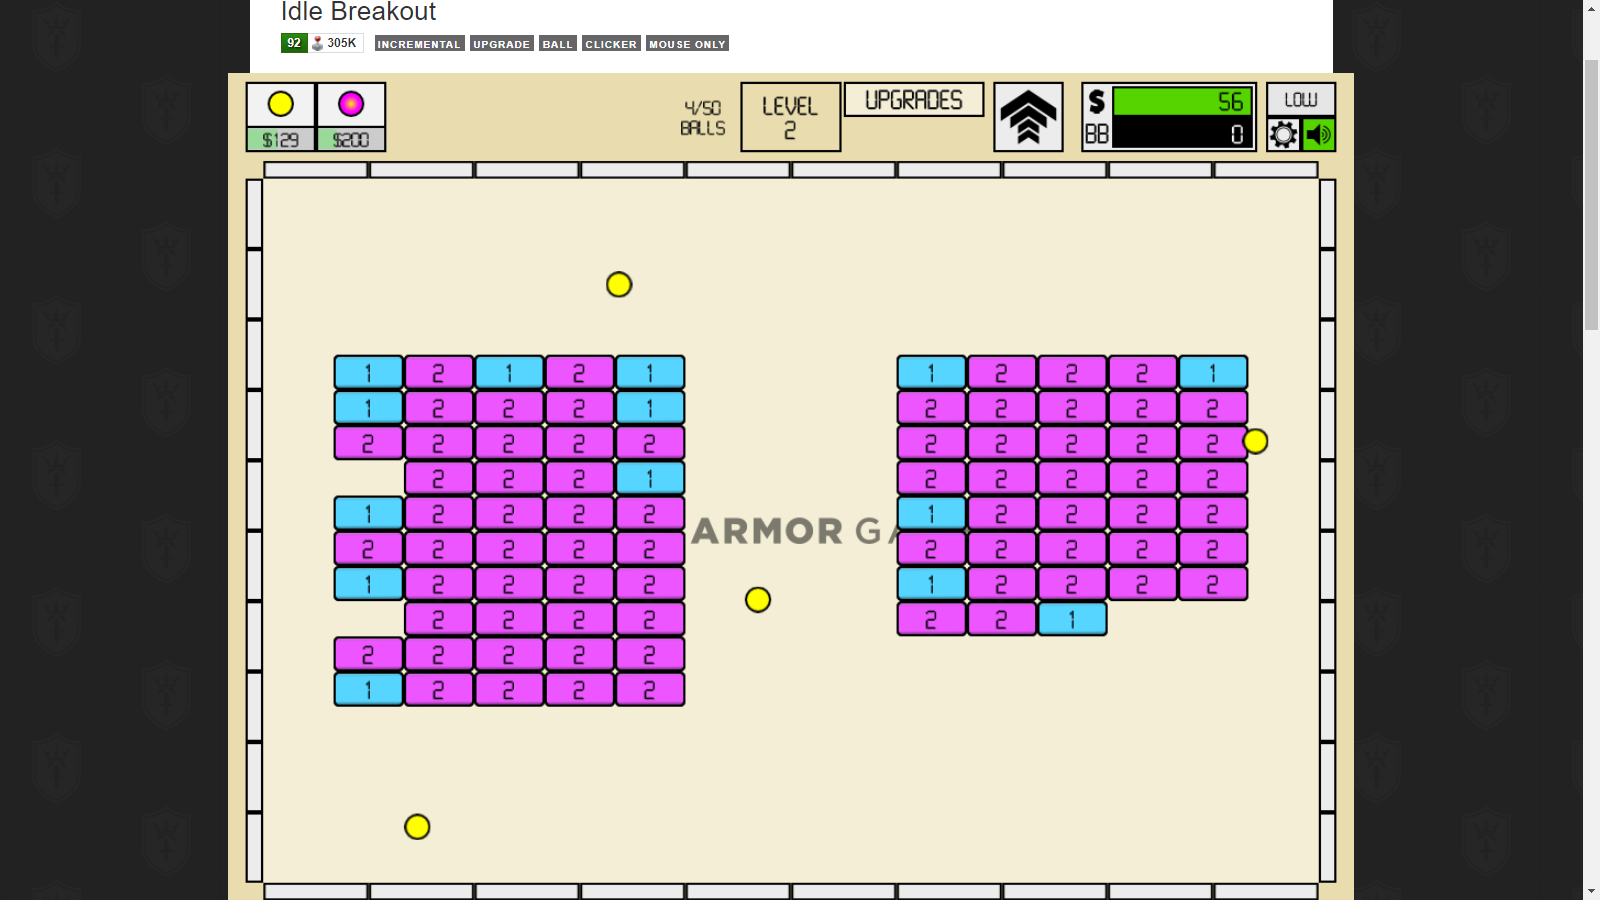 Idle Breakout
92 305K INCREMENTAL UPGRADE BALL CLICKER MOUSE ONLY
$129 $200
4/50
BALLS
LEVEL
2
UPGRADES
$ 56
BB 0
LOW
1 2 1 2 1 1 2 2 2 1
1 2 2 2 1 2 2 2 2 2
2 2 2 2 2 2 2 2 2 2
2 2 2 1 2 2 2 2 2
1 2 2 2 2 1 2 2 2 2
ARMOR GA
2 2 2 2 2 2 2 2 2 2
1 2 2 2 2 1 2 2 2 2
2 2 2 2 2 2 1
2 2 2 2 2
1 2 2 2 2